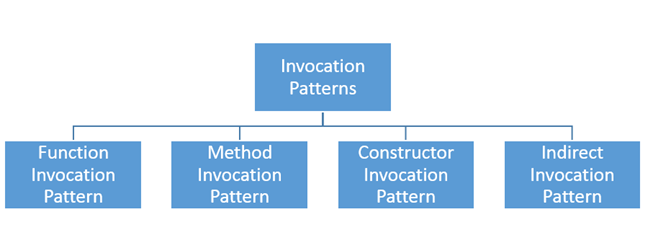 Invocation
Patterns
Function
Invocation
Pattern
Method
Invocation
Pattern
Constructor
Invocation
Pattern
Indirect
Invocation
Pattern